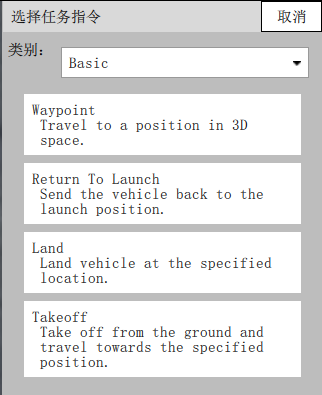 选择任务指令 取消
类别: Basic
Waypoint
Travel to a position in 3D
space.
Return To Launch
Send the vehicle back to the
launch position.
Land
Land vehicle at the specified
location.
Takeoff
Take off from the ground and
travel towards the specified
position.